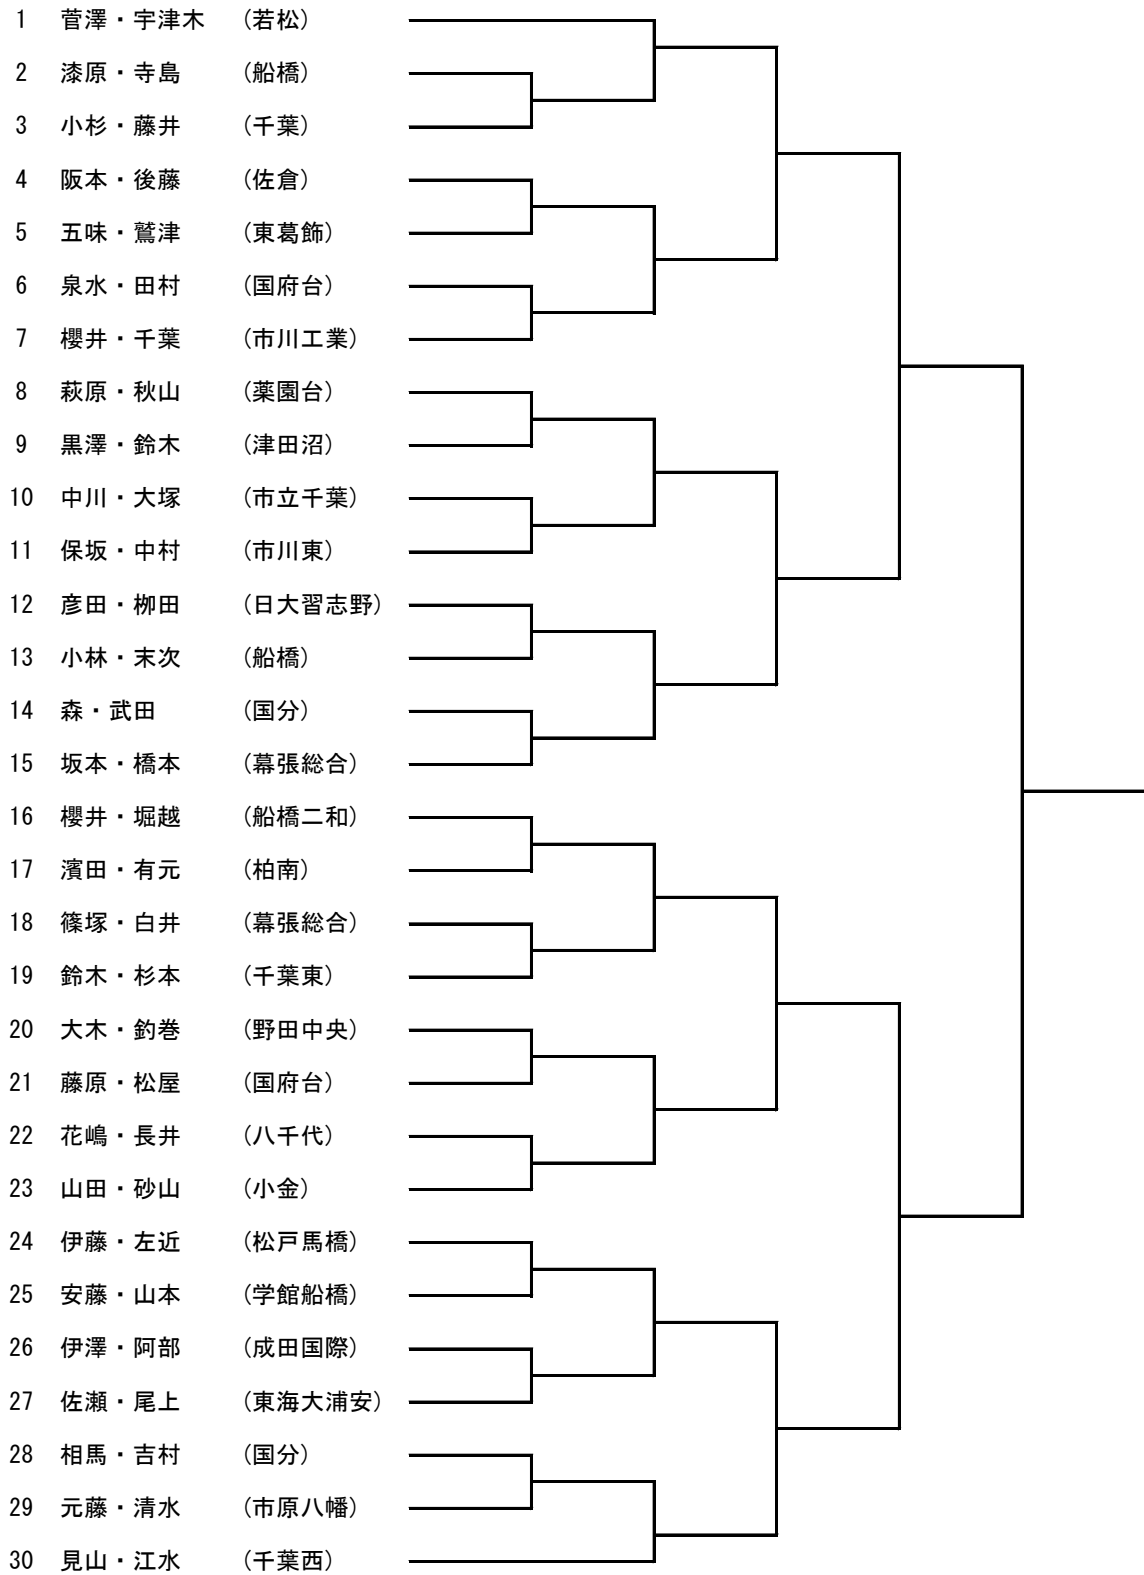 1 菅澤・宇津木 (若松)
2 漆原・寺島 (船橋)
3 小杉・藤井 (千葉)
4 阪本・後藤 (佐倉)
5 五味・鷲津 (東葛飾)
6 泉水・田村 (国府台)
7 櫻井・千葉 (市川工業)
8 萩原・秋山 (薬園台)
9 黒澤・鈴木 (津田沼)
10 中川・大塚 (市立千葉)
11 保坂・中村 (市川東)
12 彦田・栁田 (日大習志野)
13 小林・末次 (船橋)
14 森・武田 (国分)
15 坂本・橋本 (幕張総合)
16 櫻井・堀越 (船橋二和)
17 濱田・有元 (柏南)
18 篠塚・白井 (幕張総合)
19 鈴木・杉本 (千葉東)
20 大木・釣巻 (野田中央)
21 藤原・松屋 (国府台)
22 花嶋・長井 (八千代)
23 山田・砂山 (小金)
24 伊藤・左近 (松戸馬橋)
25 安藤・山本 (学館船橋)
26 伊澤・阿部 (成田国際)
27 佐瀬・尾上 (東海大浦安)
28 相馬・吉村 (国分)
29 元藤・清水 (市原八幡)
30 見山・江水 (千葉西)